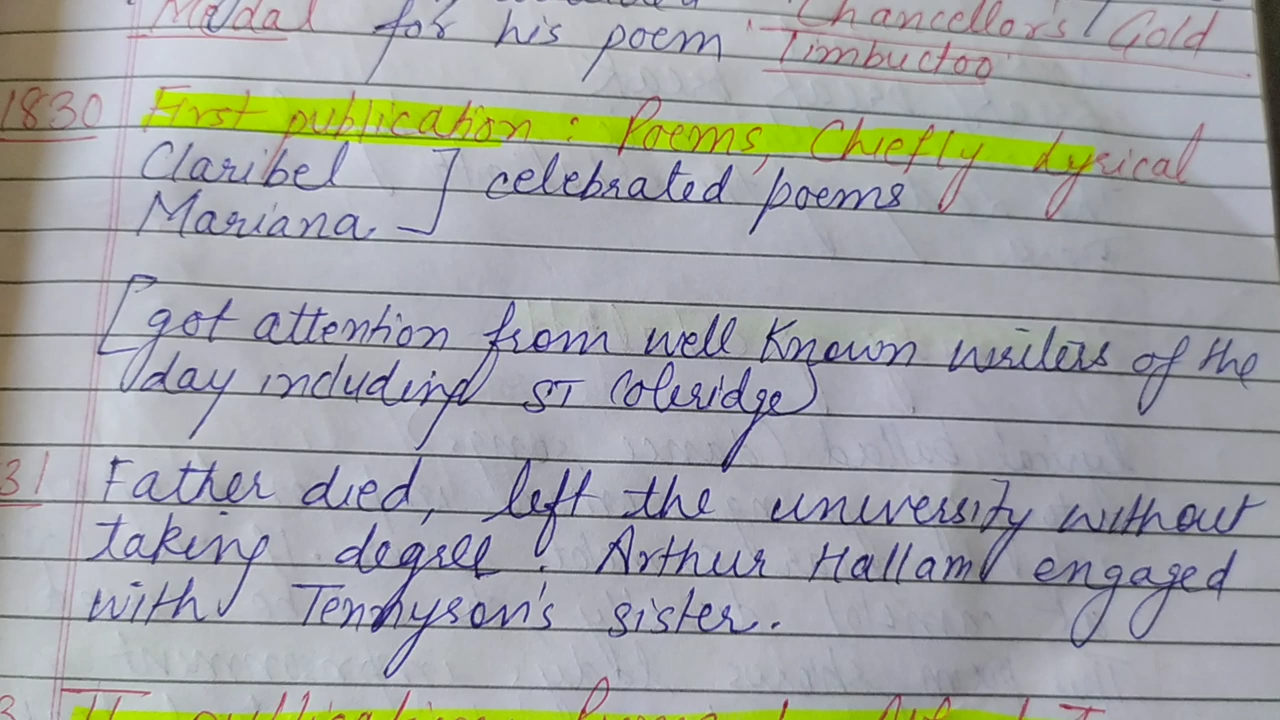 Chancellor's Gold
Medal for his poem 'Timbuctoo'
1830 First publication : Poems, Chiefly Lyrical
Claribel ] celebrated poems
Mariana
[got attention from well known writers of the
day including ST Coleridge]
31 Father died, left the university without
taking degree. Arthur Hallam engaged
with Tennyson's sister.